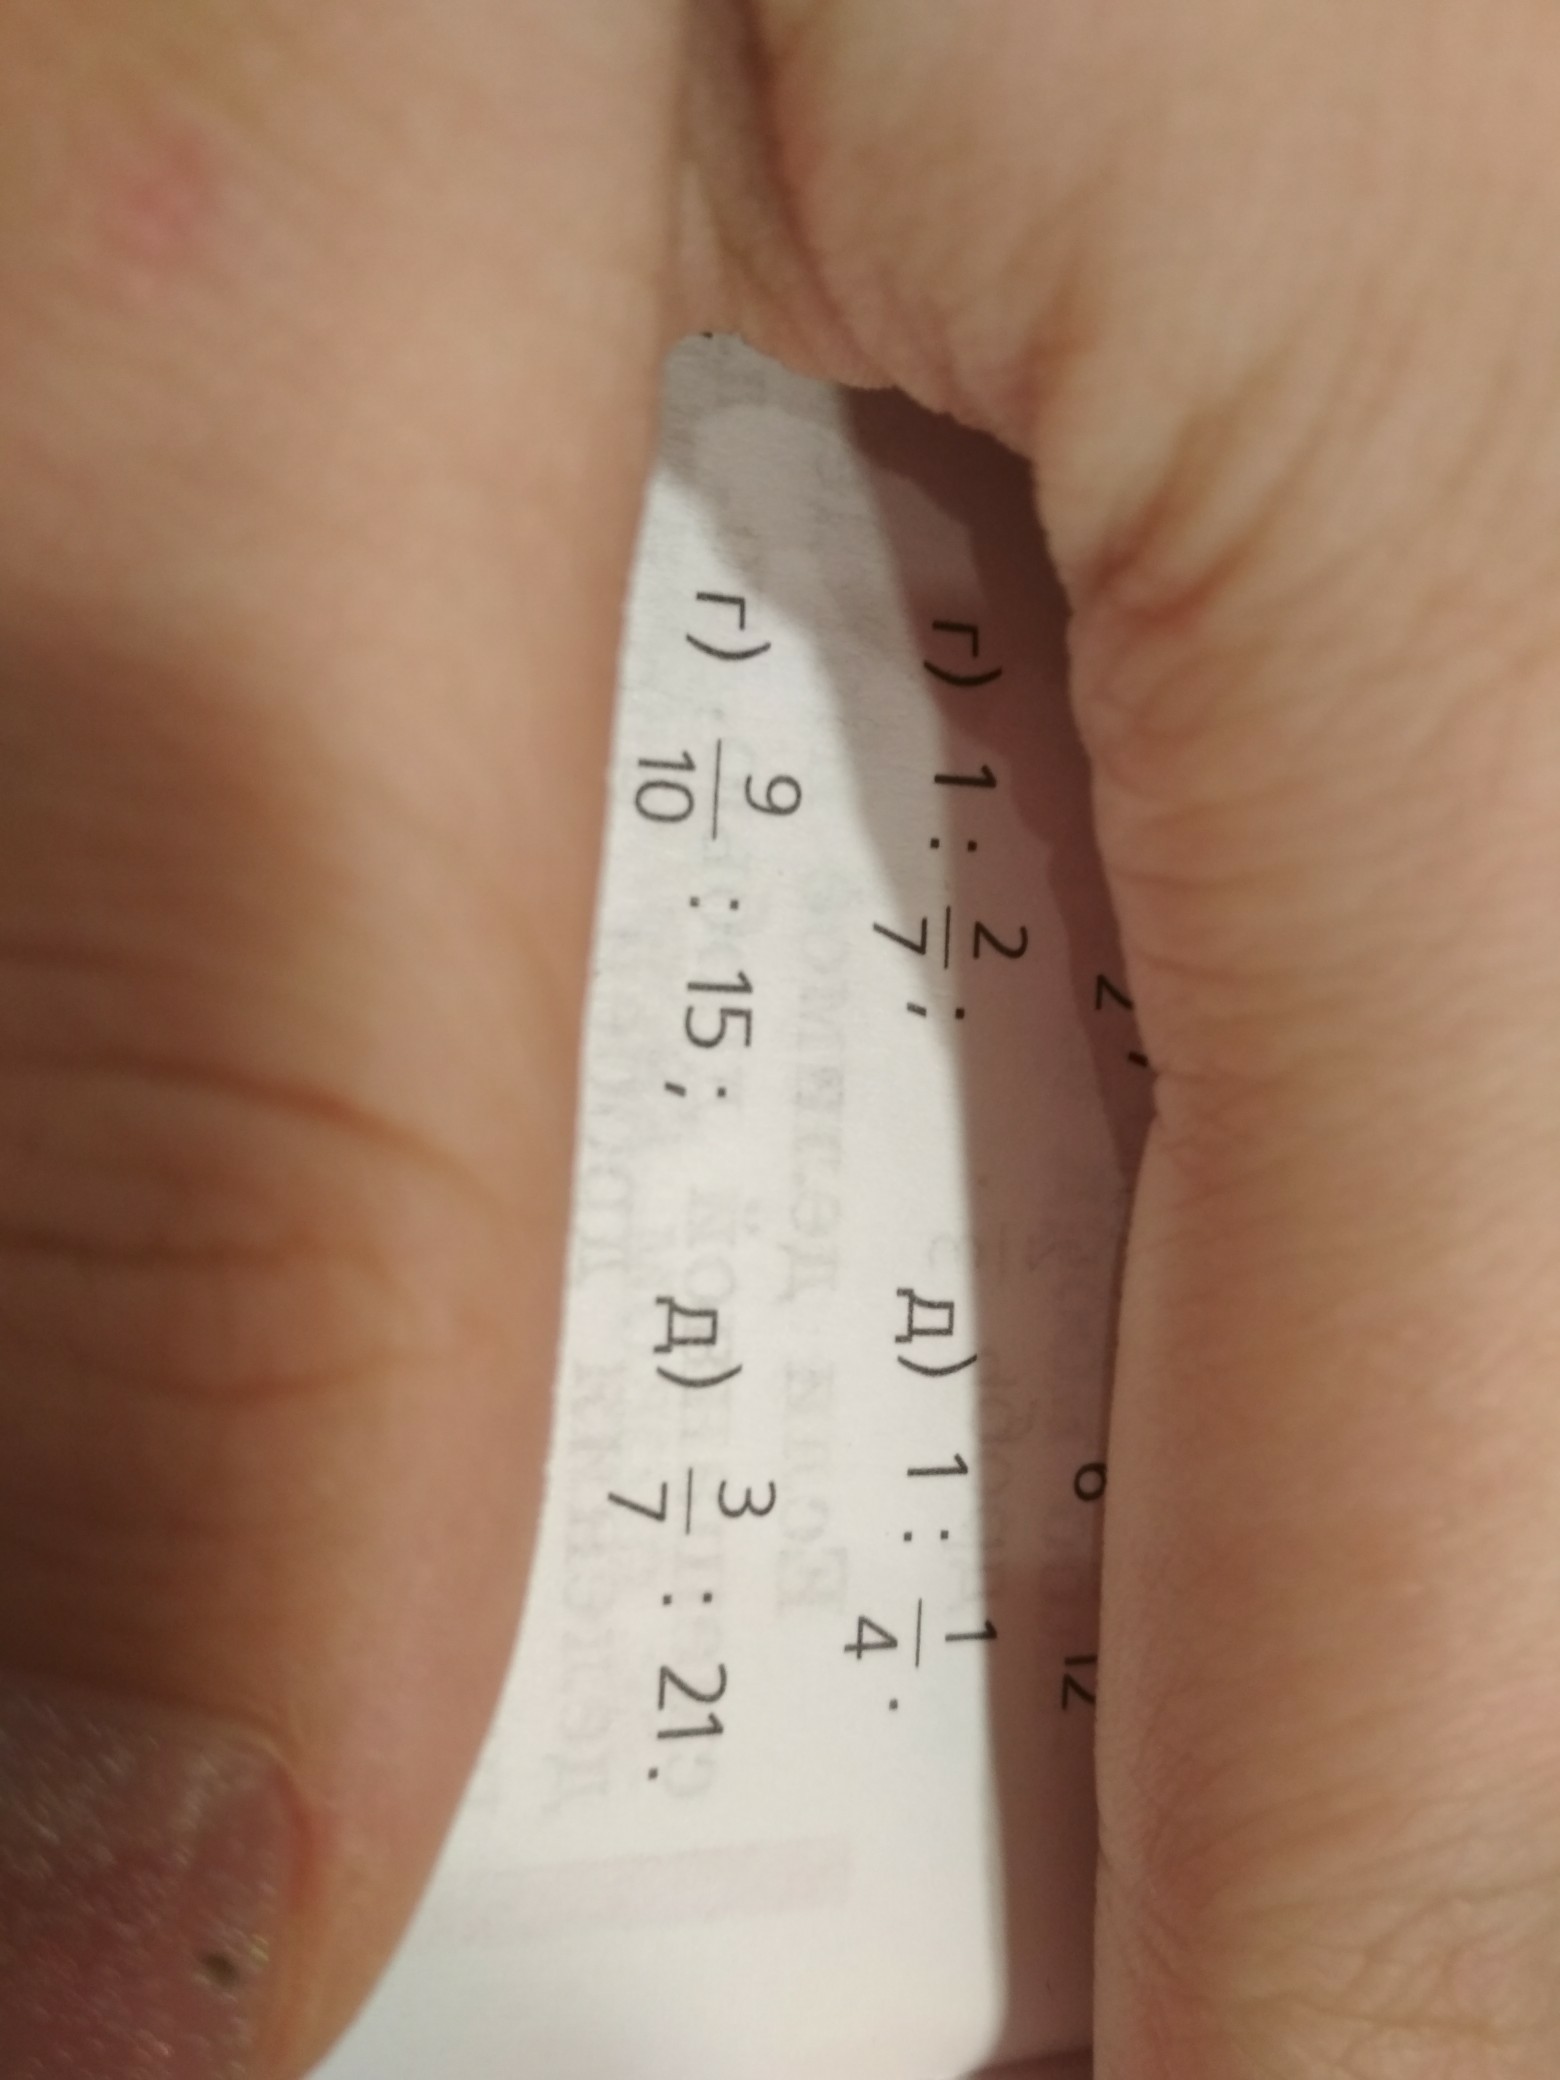 г) 1 : 2/7 ; д) 1 : 1/4 .
г) 9/10 : 15 ; д) 3/7 : 21.